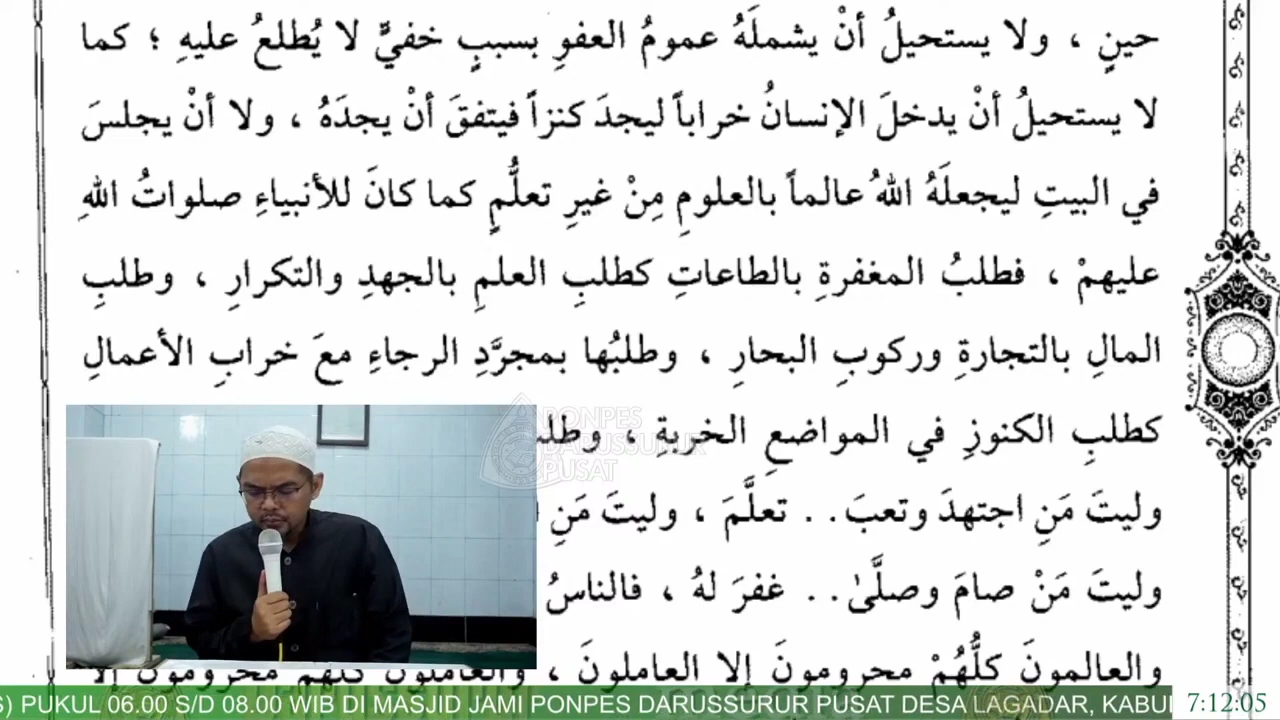 حينٍ ، ولا يستحيلُ أنْ يشملَهُ عمومُ العفوِ بسببٍ خفيٍّ لا يُطلعُ عليهِ ؛ كما
لا يستحيلُ أنْ يدخلَ الإنسانُ خراباً ليجدَ كنزاً فيتفقَ أنْ يجدَهُ ، ولا أنْ يجلسَ
في البيتِ ليجعلَهُ اللهُ عالماً بالعلومِ مِنْ غيرِ تعلُّمٍ كما كانَ للأنبياءِ صلواتُ اللهِ
عليهمْ ، فطلبُ المغفرةِ بالطاعاتِ كطلبِ العلمِ بالجهدِ والتكرارِ ، وطلبِ
المالِ بالتجارةِ وركوبِ البحارِ ، وطلبُها بمجرَّدِ الرجاءِ معَ خرابِ الأعمالِ
كطلبِ الكنوزِ في المواضعِ الخربةِ ،
وليتَ مَنِ اجتهدَ وتعبَ.. تعلَّمَ ، وليتَ مَنِ
وليتَ مَنْ صامَ وصلَّىٰ.. غفرَ لهُ ، فالناسُ
والعالمونَ كلُّهُمْ محرومونَ إلا العاملونَ ، والعاملونَ كلُّهُمْ محرومونَ إلا
PONPES
DARUSSURUR
PUSAT
S) PUKUL 06.00 S/D 08.00 WIB DI MASJID JAMI PONPES DARUSSURUR PUSAT DESA LAGADAR, KABU
7:12:05